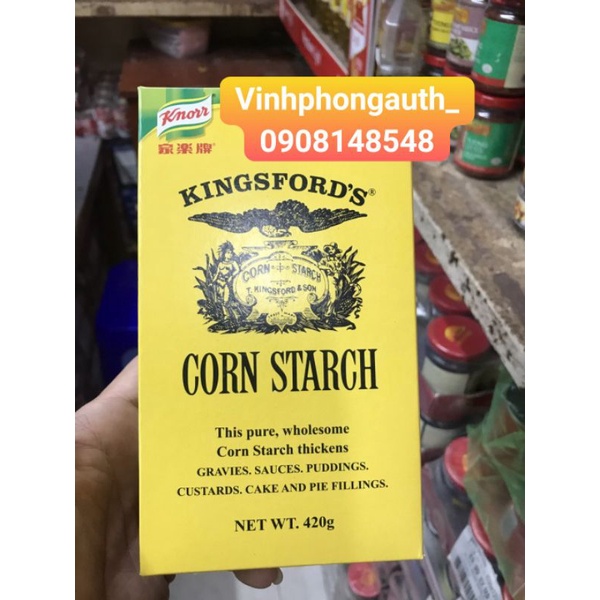 Vinhphongauth_
0908148548
Knorr
家樂牌®
KINGSFORD'S®
CORN STARCH
T. KINGSFORD & SON
CORN STARCH
This pure, wholesome
Corn Starch thickens
GRAVIES. SAUCES. PUDDINGS.
CUSTARDS. CAKE AND PIE FILLINGS.
NET WT. 420g